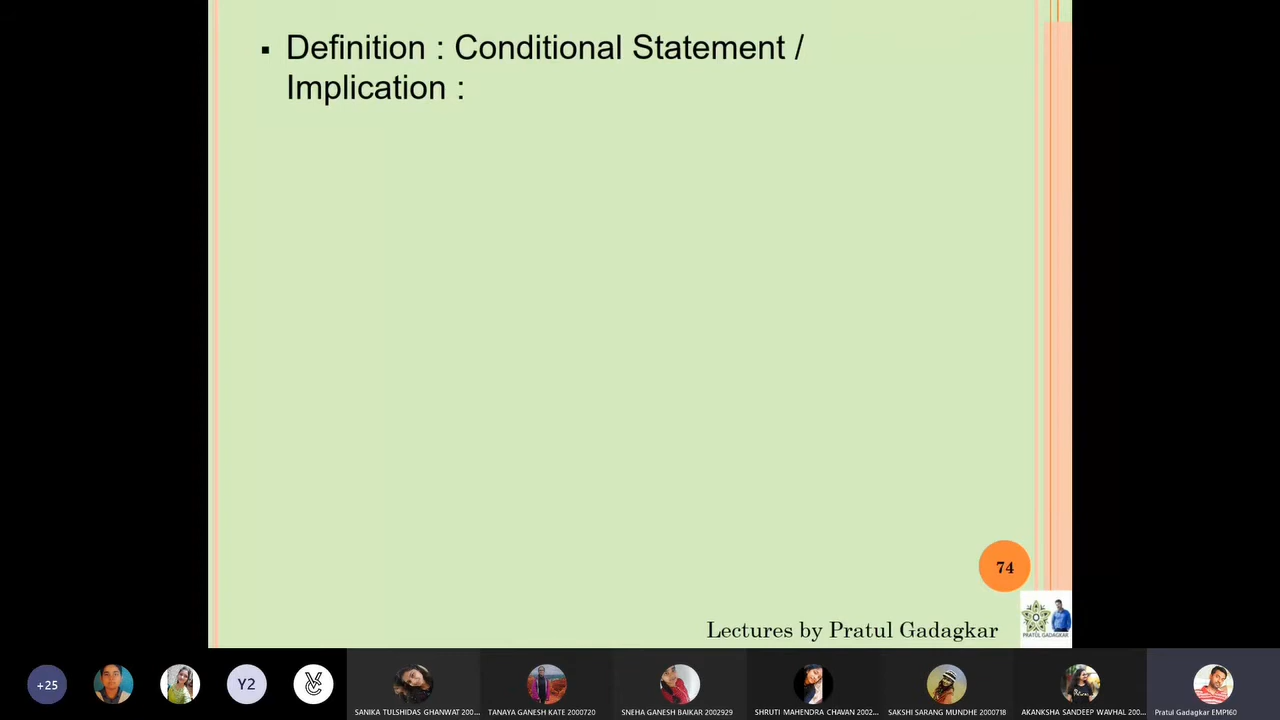 ▪ Definition : Conditional Statement /
Implication :
74
Lectures by Pratul Gadagkar
PRATUL GADAGKAR
+25
Y2
SANIKA TULSHIDAS GHANWAT 200...
TANAYA GANESH KATE 2000720
SNEHA GANESH BAIKAR 2002929
SHRUTI MAHENDRA CHAVAN 2002...
SAKSHI SARANG MUNDHE 2000718
AKANKSHA SANDEEP WAVHAL 200...
Pratul Gadagkar EMP160